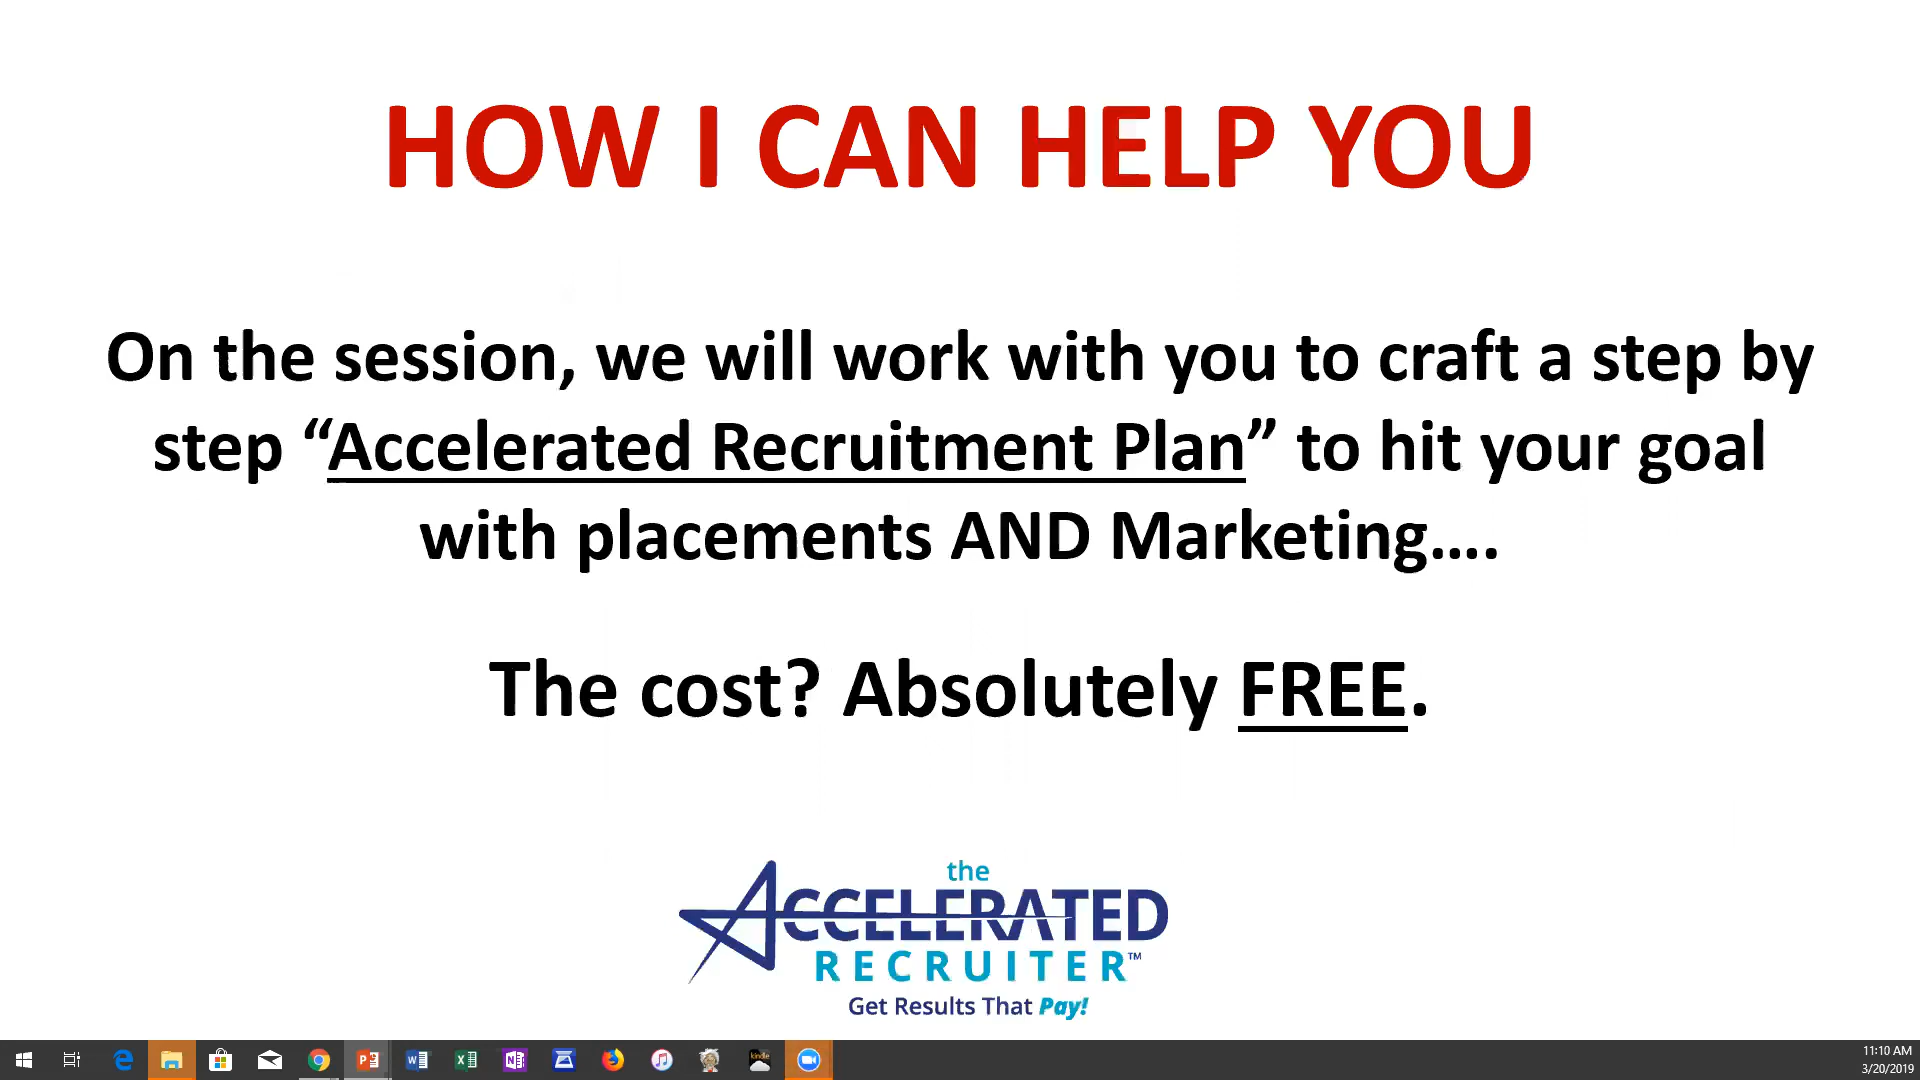 HOW I CAN HELP YOU
On the session, we will work with you to craft a step by
step “Accelerated Recruitment Plan” to hit your goal
with placements AND Marketing....
The cost? Absolutely FREE.
the
ACCELERATED
RECRUITER™
Get Results That Pay!
kindle
11:10 AM
3/20/2019